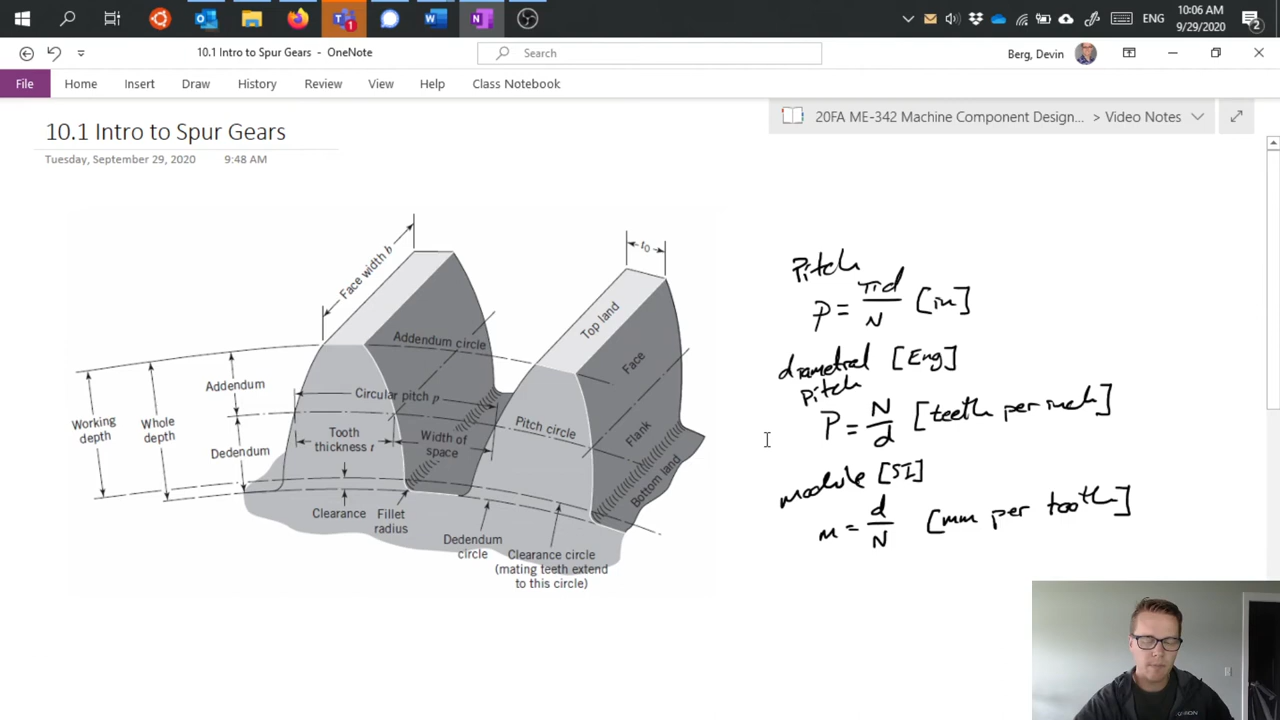 10:06 AM
ENG
9/29/2020
2
1
10.1 Intro to Spur Gears - OneNote
Search
Berg, Devin
File
Home
Insert
Draw
History
Review
View
Help
Class Notebook
20FA ME-342 Machine Component Design... > Video Notes
10.1 Intro to Spur Gears
Tuesday, September 29, 2020 9:48 AM
Face width b
t₀
Top land
Addendum circle
Face
Addendum
Circular pitch p
Working
depth
Whole
depth
Tooth
thickness t
Width of
space
Pitch circle
Flank
Dedendum
Bottom land
Clearance
Fillet
radius
Dedendum
circle
Clearance circle
(mating teeth extend
to this circle)
Pitch
p = πd/N [in]
diametral [Eng]
pitch
P = N/d [teeth per inch]
module [SI]
m = d/N [mm per tooth]